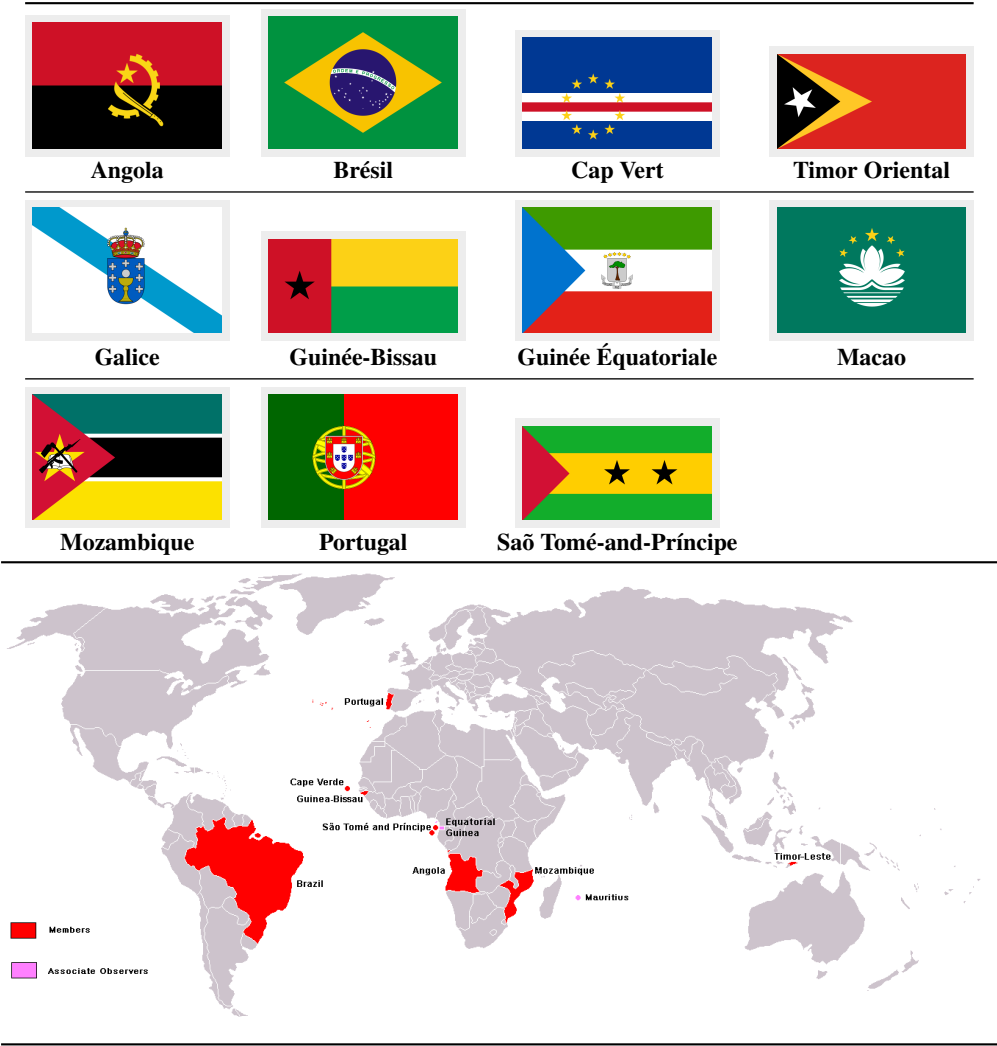 ORDEM E PROGRESSO
Angola
Brésil
Cap Vert
Timor Oriental
Galice
Guinée-Bissau
Guinée Équatoriale
Macao
Mozambique
Portugal
Saõ Tomé-and-Príncipe
Portugal
Cape Verde
Guinea-Bissau
São Tomé and Príncipe
Equatorial
Guinea
Timor-Leste
Angola
Mozambique
Brazil
Mauritius
Members
Associate Observers